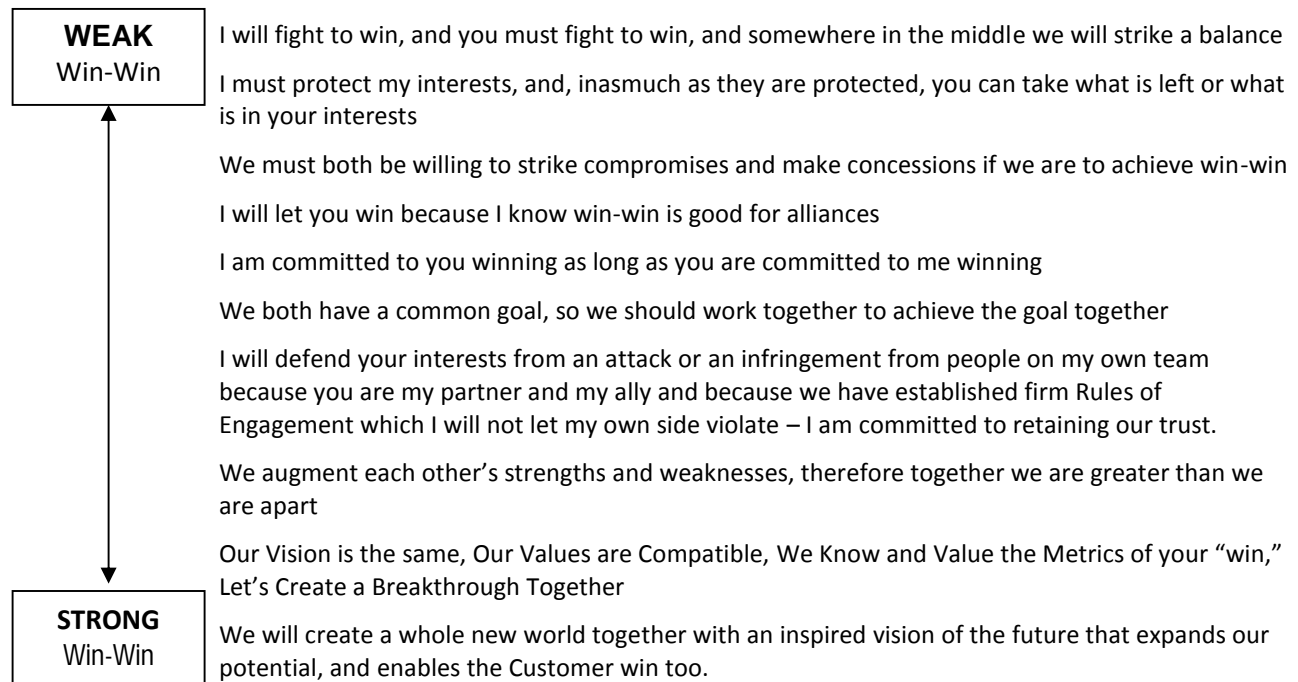 WEAK
Win-Win
I will fight to win, and you must fight to win, and somewhere in the middle we will strike a balance
I must protect my interests, and, inasmuch as they are protected, you can take what is left or what
is in your interests
We must both be willing to strike compromises and make concessions if we are to achieve win-win
I will let you win because I know win-win is good for alliances
I am committed to you winning as long as you are committed to me winning
We both have a common goal, so we should work together to achieve the goal together
I will defend your interests from an attack or an infringement from people on my own team
because you are my partner and my ally and because we have established firm Rules of
Engagement which I will not let my own side violate – I am committed to retaining our trust.
We augment each other’s strengths and weaknesses, therefore together we are greater than we
are apart
Our Vision is the same, Our Values are Compatible, We Know and Value the Metrics of your “win,”
Let’s Create a Breakthrough Together
STRONG
Win-Win
We will create a whole new world together with an inspired vision of the future that expands our
potential, and enables the Customer win too.